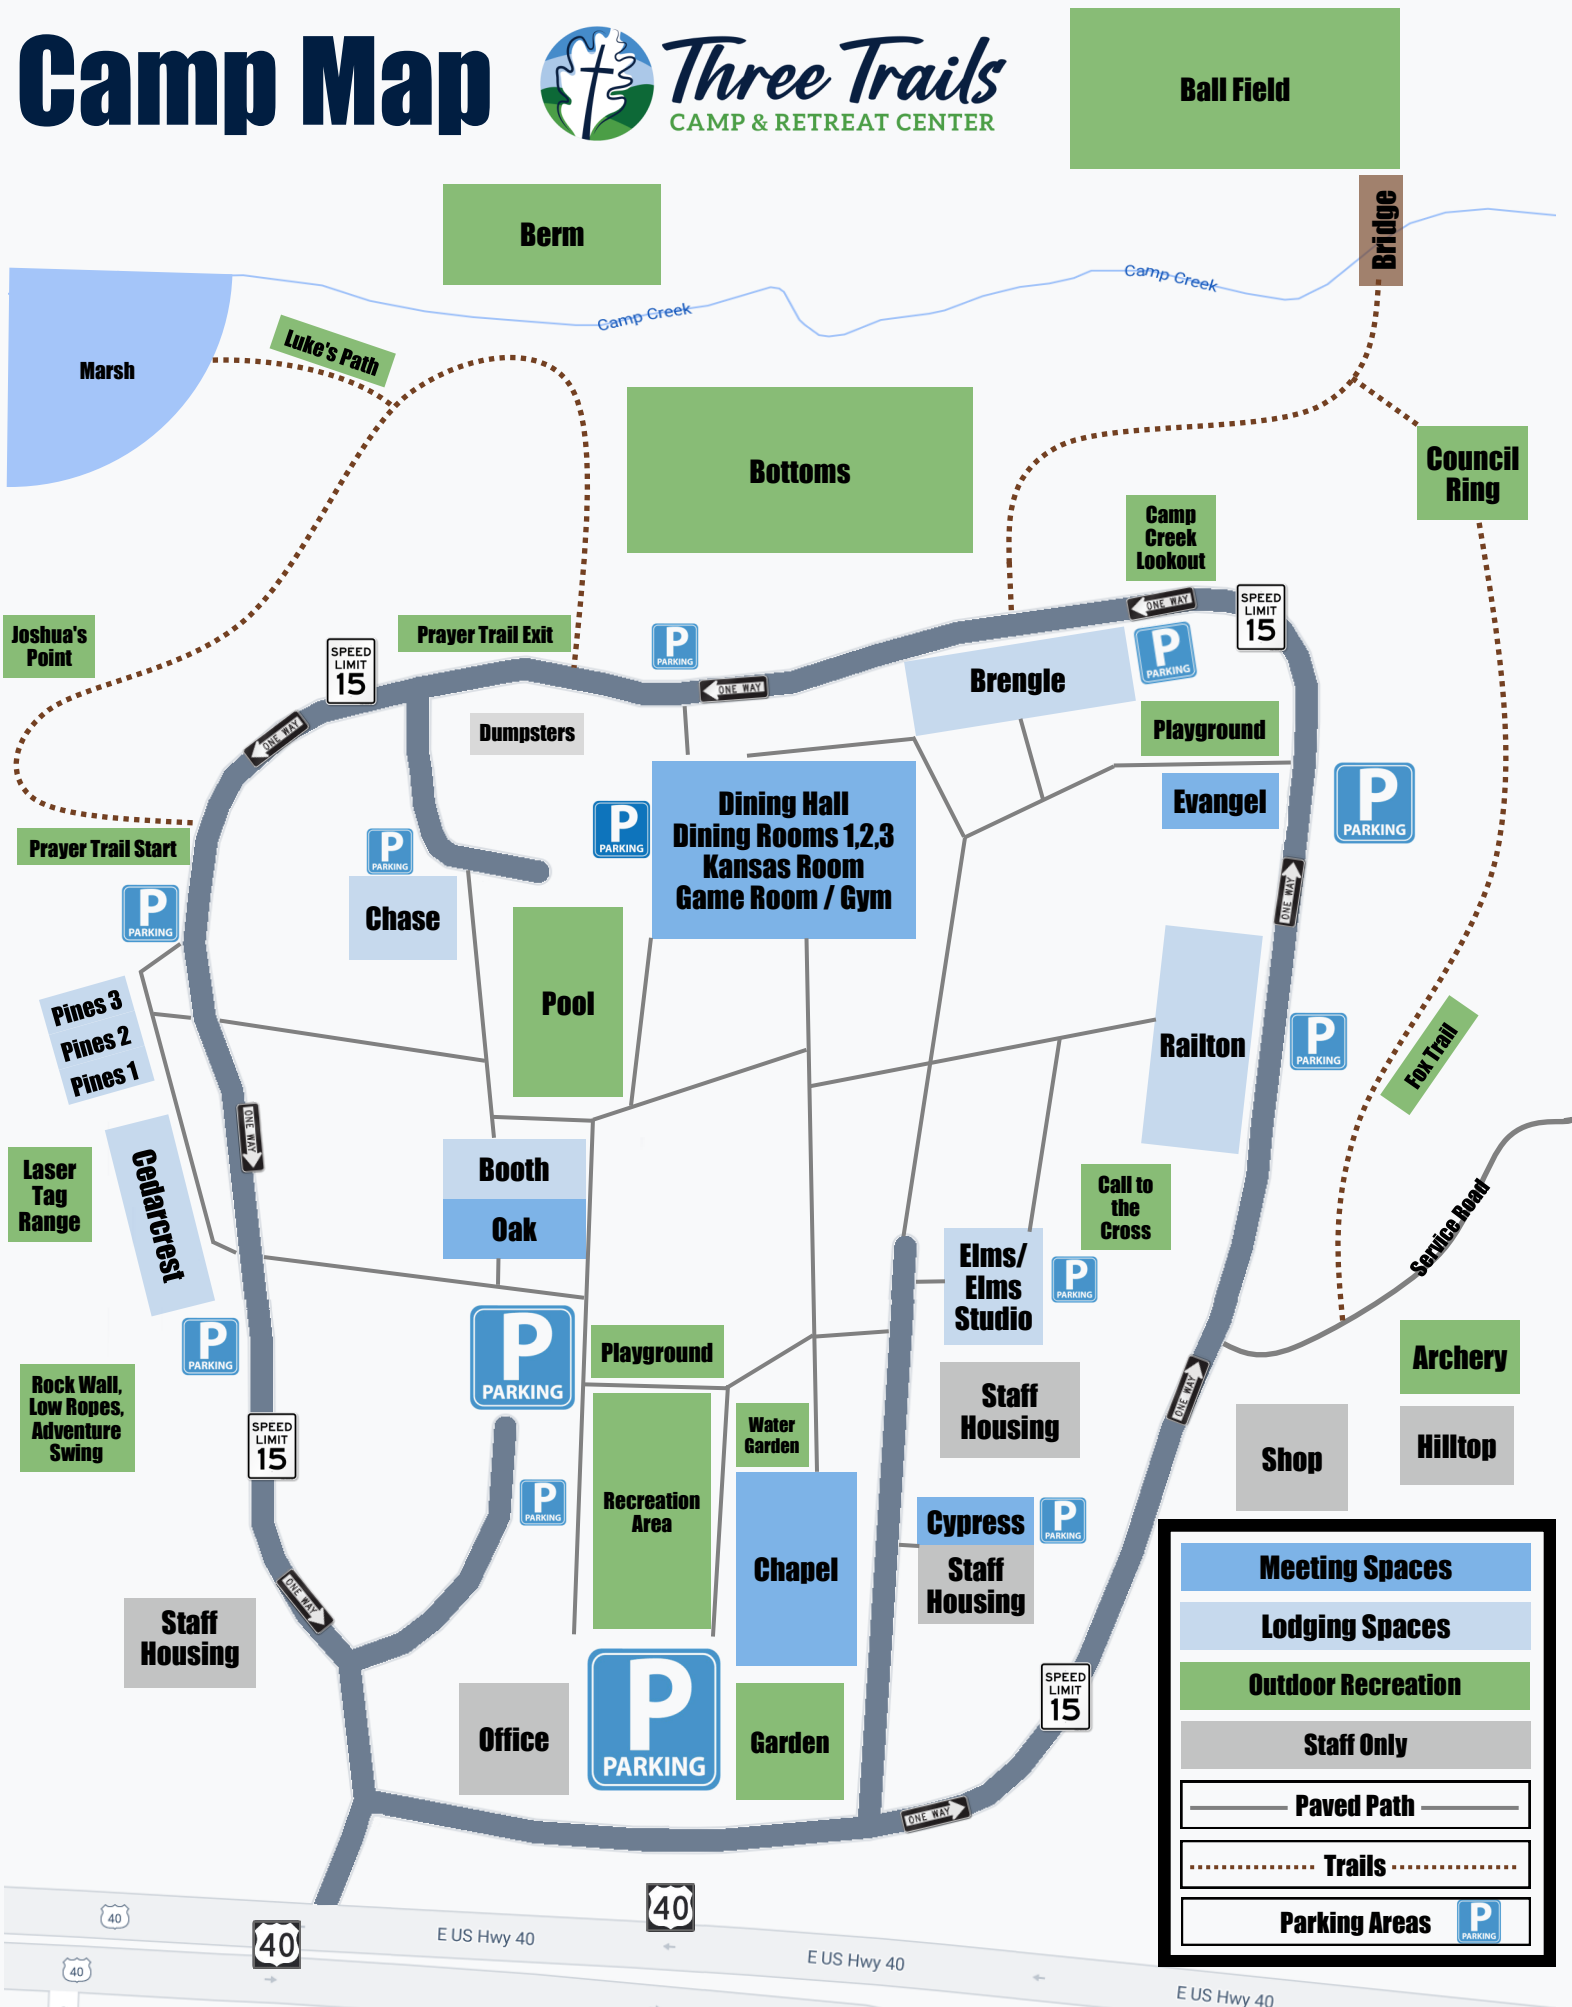 Camp Map
Three Trails
CAMP & RETREAT CENTER
Ball Field
Bridge
Berm
Camp Creek
Camp Creek
Luke's Path
Marsh
Bottoms
Council
Ring
Camp
Creek
Lookout
ONE WAY
SPEED
LIMIT
15
Joshua's
Point
Prayer Trail Exit
P
PARKING
SPEED
LIMIT
15
ONE WAY
Brengle
P
PARKING
ONE WAY
Dumpsters
Playground
Dining Hall
Dining Rooms 1,2,3
Kansas Room
Game Room / Gym
Evangel
P
PARKING
P
PARKING
Prayer Trail Start
P
PARKING
P
PARKING
Chase
ONE WAY
Pool
Pines 3
Pines 2
Pines 1
Railton
P
PARKING
Fox Trail
ONE WAY
Cedarcrest
Laser
Tag
Range
Booth
Oak
Call to
the
Cross
Service Road
Elms/
Elms
Studio
P
PARKING
P
PARKING
P
PARKING
Playground
Archery
Rock Wall,
Low Ropes,
Adventure
Swing
SPEED
LIMIT
15
Water
Garden
Staff
Housing
ONE WAY
Shop
Hilltop
P
PARKING
Recreation
Area
Chapel
Cypress
P
PARKING
Staff
Housing
ONE WAY
Staff
Housing
Office
P
PARKING
Garden
SPEED
LIMIT
15
ONE WAY
Meeting Spaces
Lodging Spaces
Outdoor Recreation
Staff Only
Paved Path
Trails
Parking Areas
P
PARKING
40
40
40
40
E US Hwy 40
E US Hwy 40
E US Hwy 40